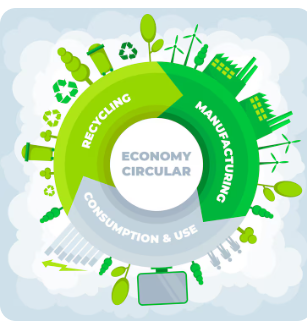 RECYCLING
MANUFACTURING
ECONOMY
CIRCULAR
CONSUMPTION & USE